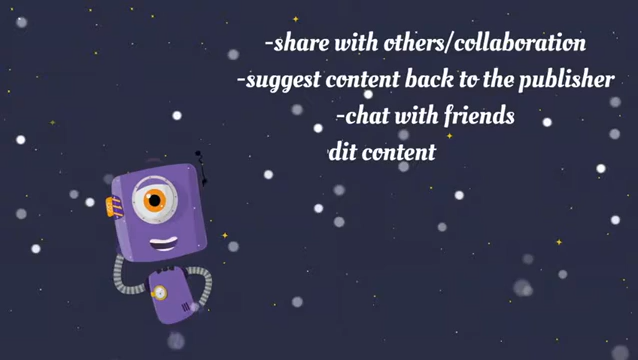 -share with others/collaboration
-suggest content back to the publisher
-chat with friends
dit content